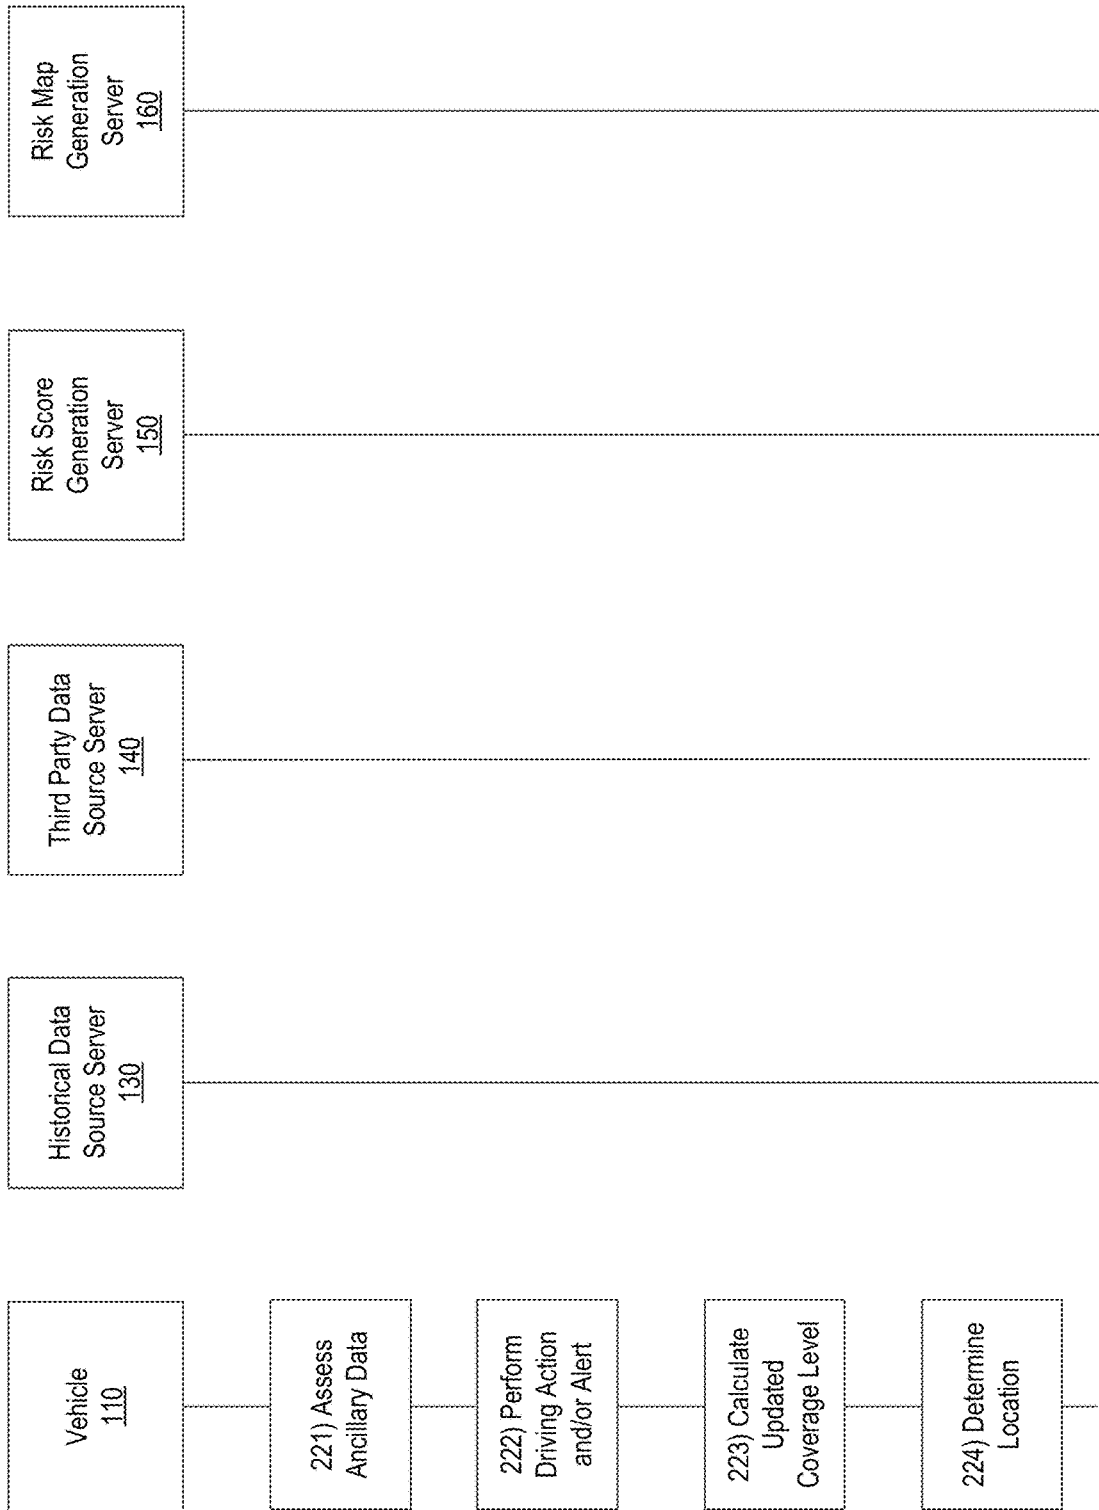 Vehicle
110
Historical Data
Source Server
130
Third Party Data
Source Server
140
Risk Score
Generation
Server
150
Risk Map
Generation
Server
160
221) Assess
Ancillary Data
222) Perform
Driving Action
and/or Alert
223) Calculate
Updated
Coverage Level
224) Determine
Location